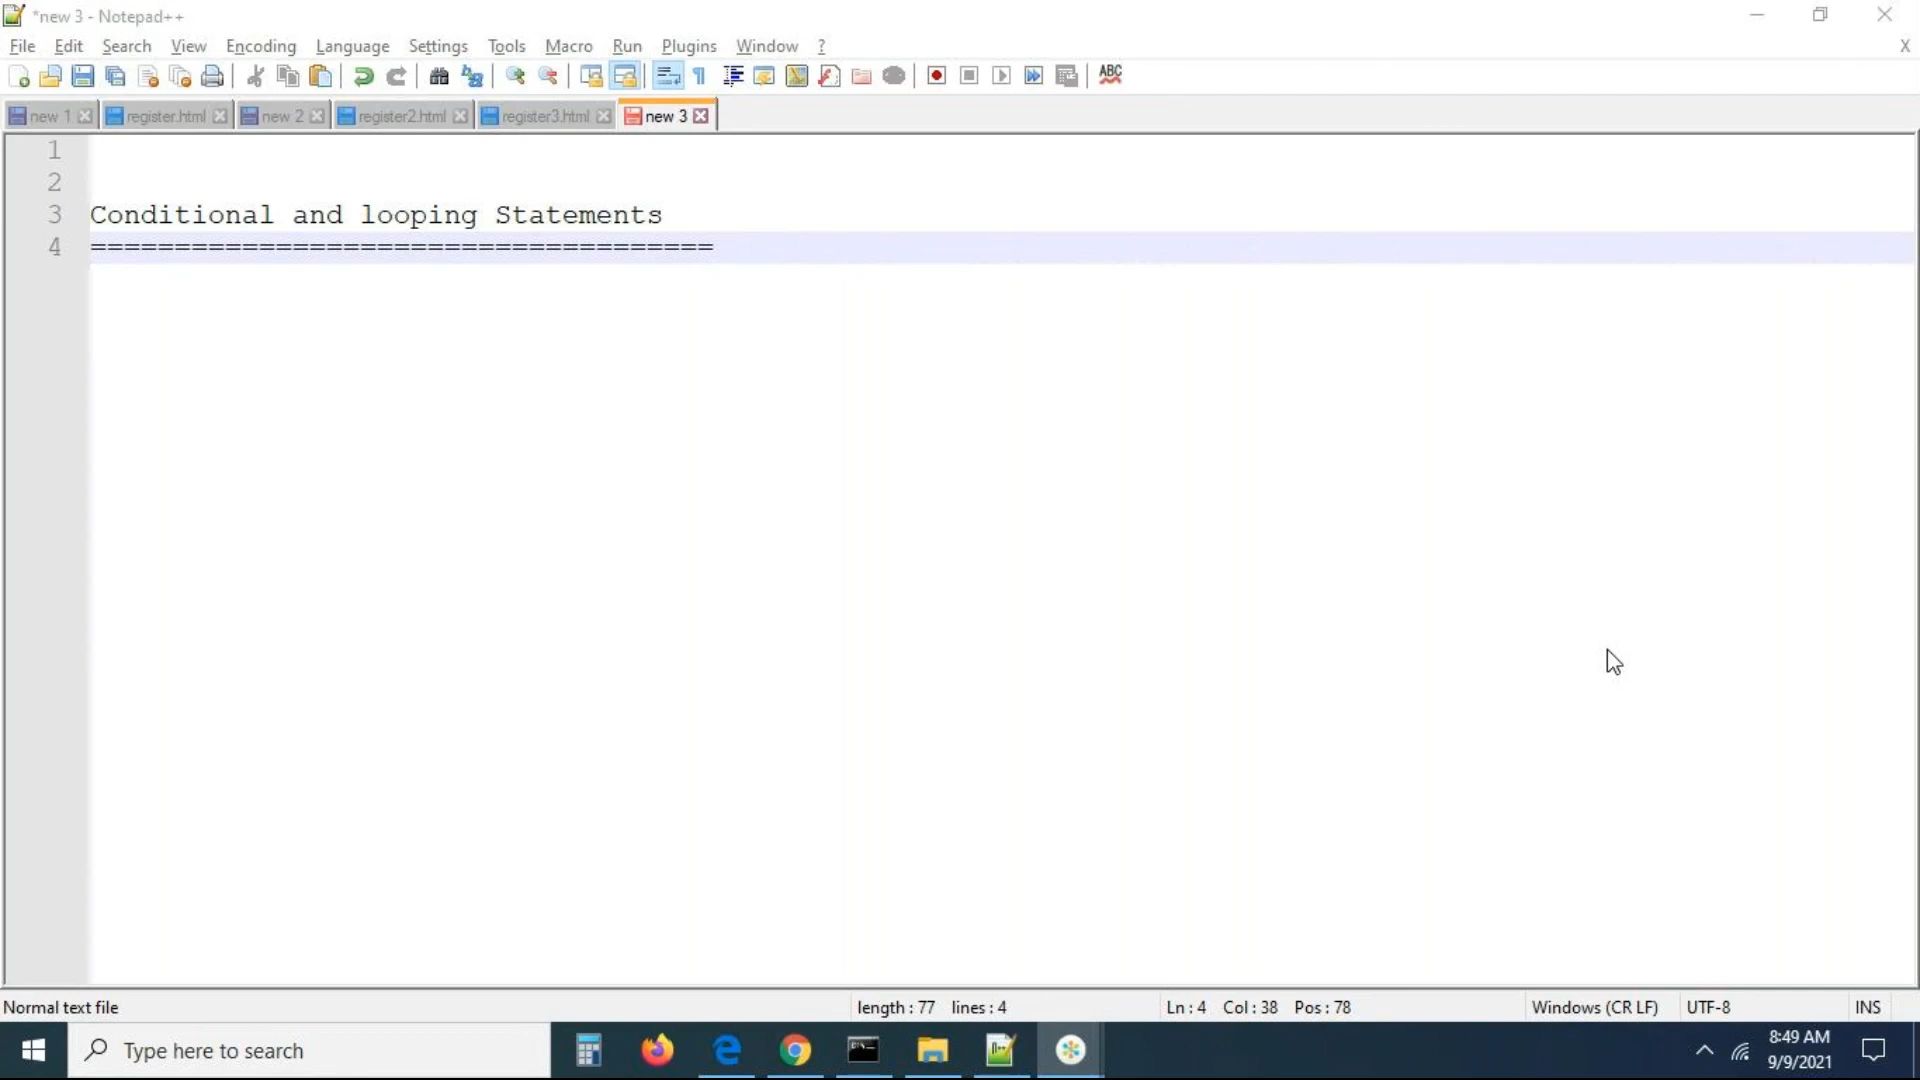 *new 3 - Notepad++
File Edit Search View Encoding Language Settings Tools Macro Run Plugins Window ? X
ABC
new 1 register.html new 2 register2.html register3.html new 3
1
2
3 Conditional and looping Statements
4 =====================================
Normal text file length : 77 lines : 4 Ln : 4 Col : 38 Pos : 78 Windows (CR LF) UTF-8 INS
Type here to search
8:49 AM
9/9/2021